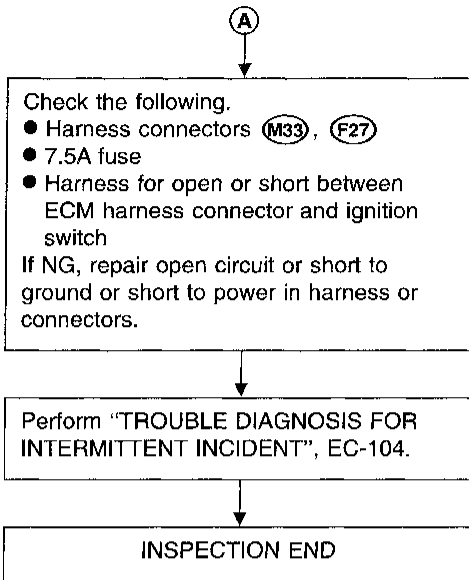 A
Check the following.
● Harness connectors M33, F27
● 7.5A fuse
● Harness for open or short between
ECM harness connector and ignition
switch
If NG, repair open circuit or short to
ground or short to power in harness or
connectors.
Perform “TROUBLE DIAGNOSIS FOR
INTERMITTENT INCIDENT”, EC-104.
INSPECTION END